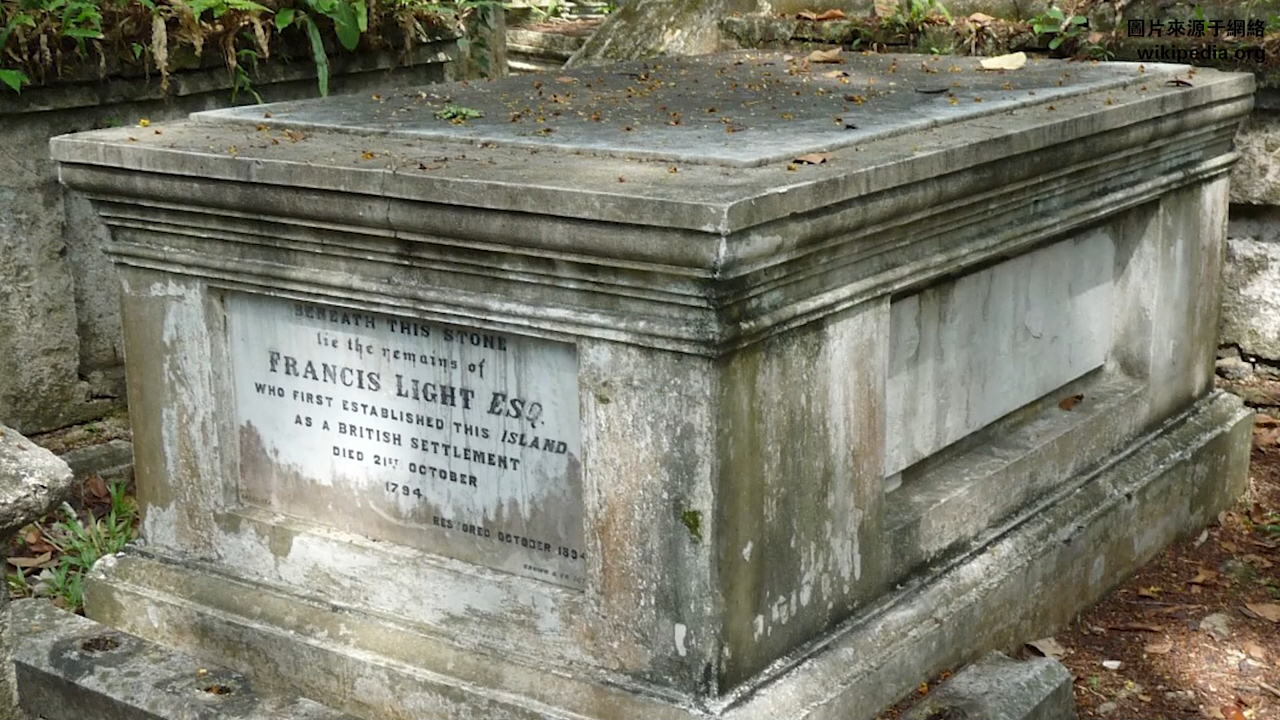 圖片來源于網絡
wikipedia.org
BENEATH THIS STONE
lie the remains of
FRANCIS LIGHT ESQ.
WHO FIRST ESTABLISHED THIS ISLAND
AS A BRITISH SETTLEMENT
DIED 21ST OCTOBER
1794
RESTORED OCTOBER 1894